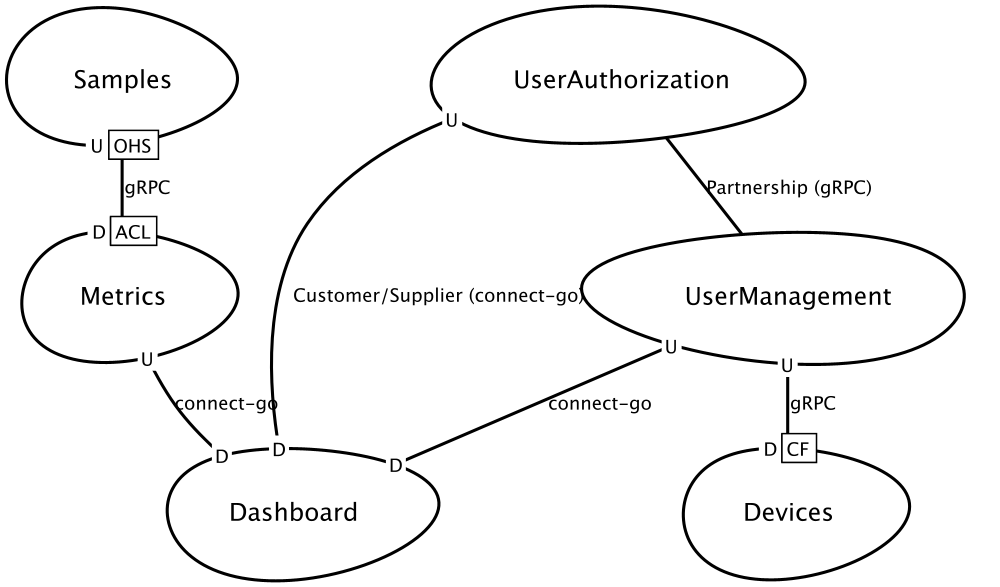 Samples
UserAuthorization
U
U OHS
gRPC
Partnership (gRPC)
D ACL
Metrics
Customer/Supplier (connect-go)
UserManagement
U
U
U
connect-go
connect-go
gRPC
D
D
D
D CF
Dashboard
Devices